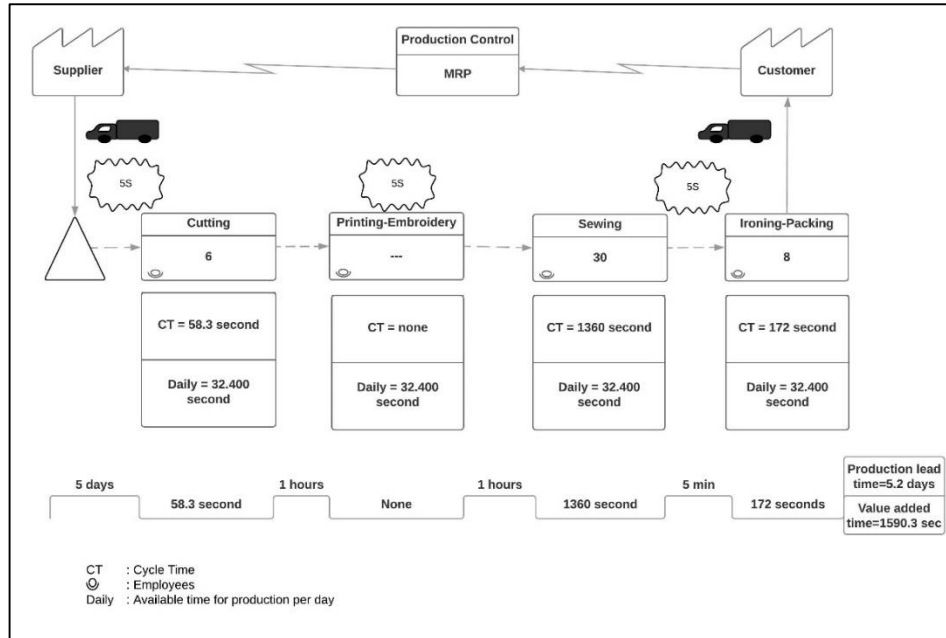 Supplier
Production Control
MRP
Customer
5S
5S
5S
Cutting
6
Printing-Embroidery
---
Sewing
30
Ironing-Packing
8
CT = 58.3 second
Daily = 32.400
second
CT = none
Daily = 32.400
second
CT = 1360 second
Daily = 32.400
second
CT = 172 second
Daily = 32.400
second
5 days
58.3 second
1 hours
None
1 hours
1360 second
5 min
172 seconds
Production lead
time=5.2 days
Value added
time=1590.3 sec
CT : Cycle Time
: Employees
Daily : Available time for production per day